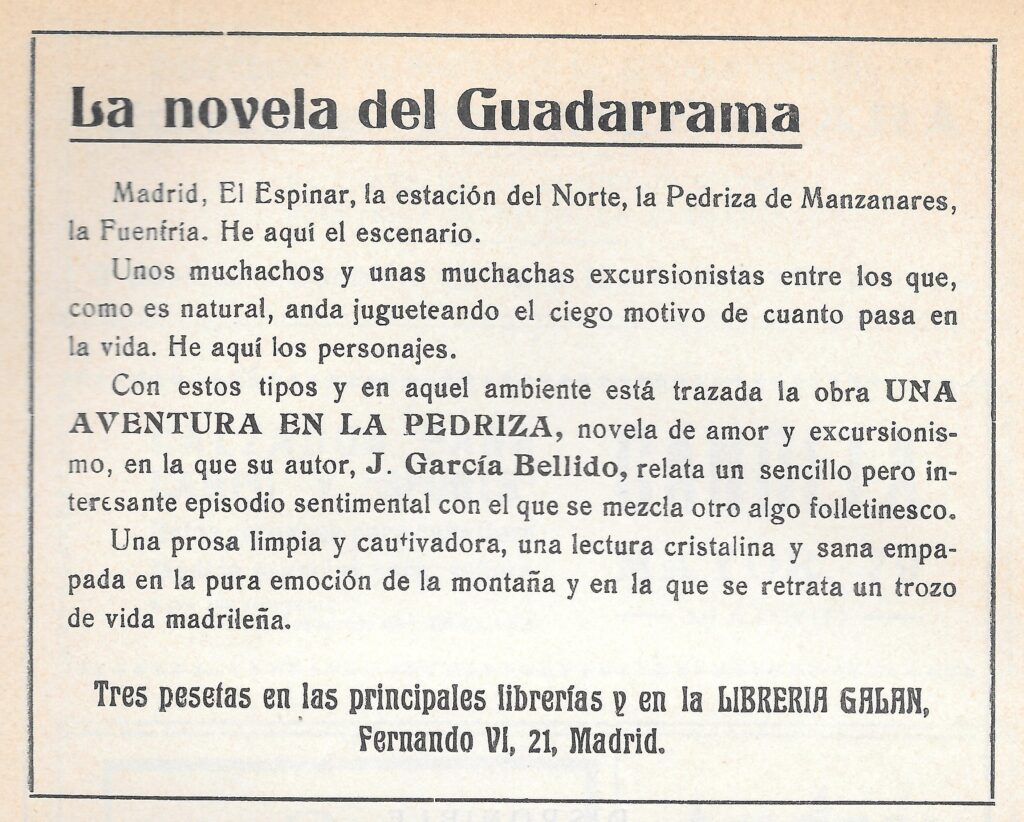 La novela del Guadarrama
Madrid, El Espinar, la estación del Norte, la Pedriza de Manzanares,
la Fuenfría. He aquí el escenario.
Unos muchachos y unas muchachas excursionistas entre los que,
como es natural, anda jugueteando el ciego motivo de cuanto pasa en
la vida. He aquí los personajes.
Con estos tipos y en aquel ambiente está trazada la obra UNA
AVENTURA EN LA PEDRIZA, novela de amor y excursionis-
mo, en la que su autor, J. García Bellido, relata un sencillo pero in-
teresante episodio sentimental con el que se mezcla otro algo folletinesco.
Una prosa limpia y cautivadora, una lectura cristalina y sana empa-
pada en la pura emoción de la montaña y en la que se retrata un trozo
de vida madrileña.
Tres pesetas en las principales librerías y en la LIBRERIA GALAN,
Fernando VI, 21, Madrid.